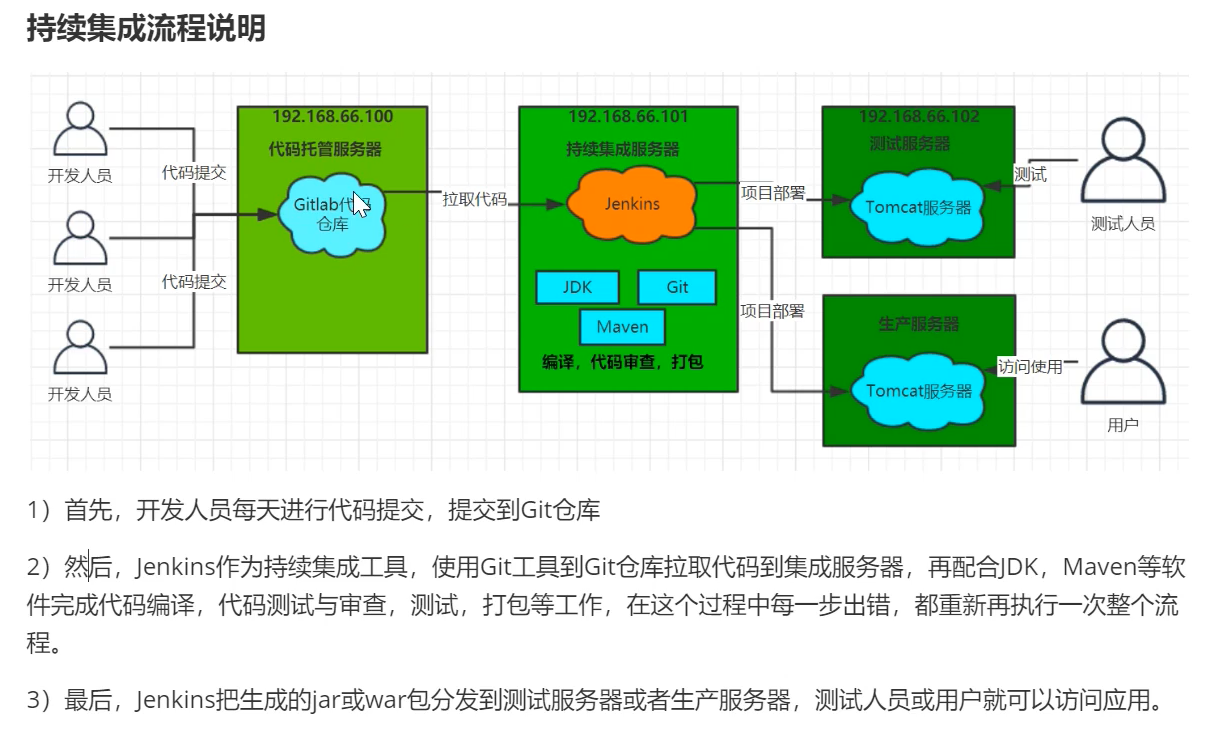 持续集成流程说明
192.168.66.100
代码托管服务器
Gitlab代码
仓库
开发人员
代码提交
开发人员
代码提交
开发人员
拉取代码
192.168.66.101
持续集成服务器
Jenkins
JDK
Git
Maven
编译，代码审查，打包
项目部署
项目部署
192.168.66.102
测试服务器
Tomcat服务器
测试
测试人员
生产服务器
Tomcat服务器
访问使用
用户
1）首先，开发人员每天进行代码提交，提交到Git仓库
2）然后，Jenkins作为持续集成工具，使用Git工具到Git仓库拉取代码到集成服务器，再配合JDK，Maven等软
件完成代码编译，代码测试与审查，测试，打包等工作，在这个过程中每一步出错，都重新再执行一次整个流
程。
3）最后，Jenkins把生成的jar或war包分发到测试服务器或者生产服务器，测试人员或用户就可以访问应用。